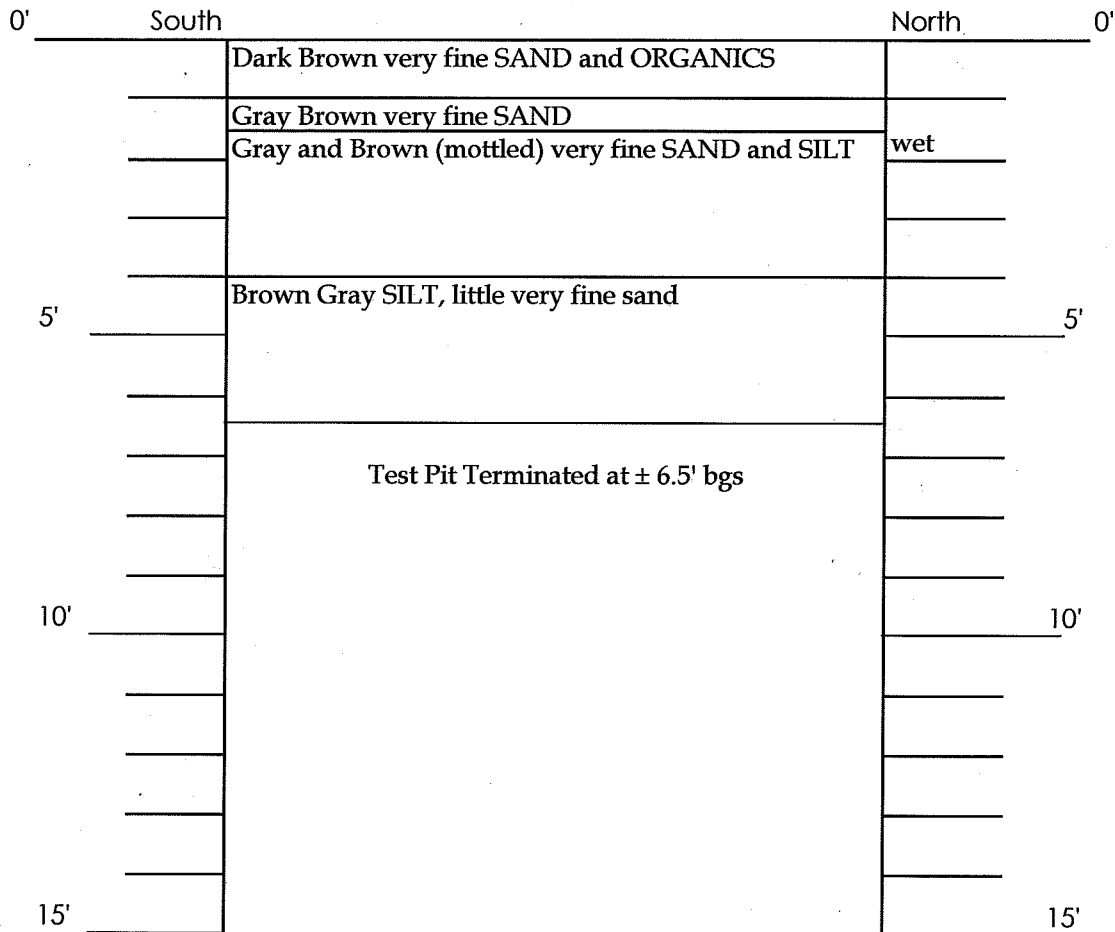 0' South North 0'
Dark Brown very fine SAND and ORGANICS
Gray Brown very fine SAND
Gray and Brown (mottled) very fine SAND and SILT wet
Brown Gray SILT, little very fine sand
5' 5'
Test Pit Terminated at ± 6.5' bgs
10' 10'
15' 15'